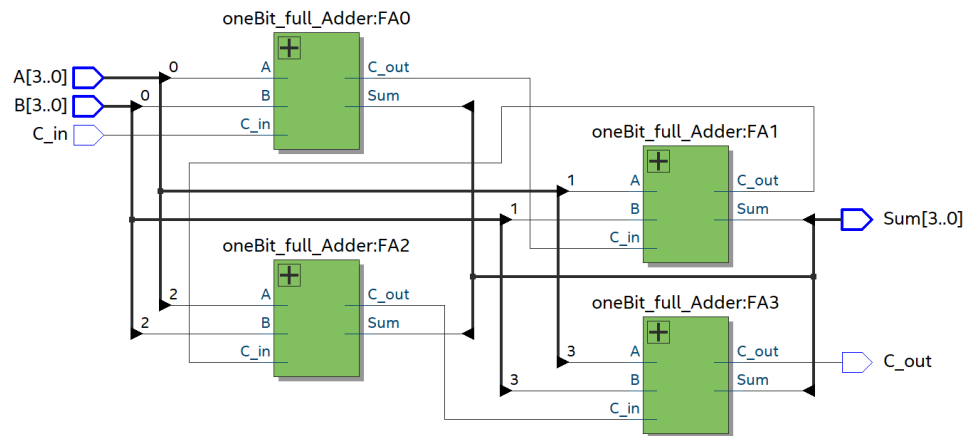 oneBit_full_Adder:FA0
A[3..0]
B[3..0]
C_in
0
0
A
B
C_in
C_out
Sum
oneBit_full_Adder:FA1
1
1
A
B
C_in
C_out
Sum
Sum[3..0]
oneBit_full_Adder:FA2
2
2
A
B
C_in
C_out
Sum
oneBit_full_Adder:FA3
3
3
A
B
C_in
C_out
Sum
C_out